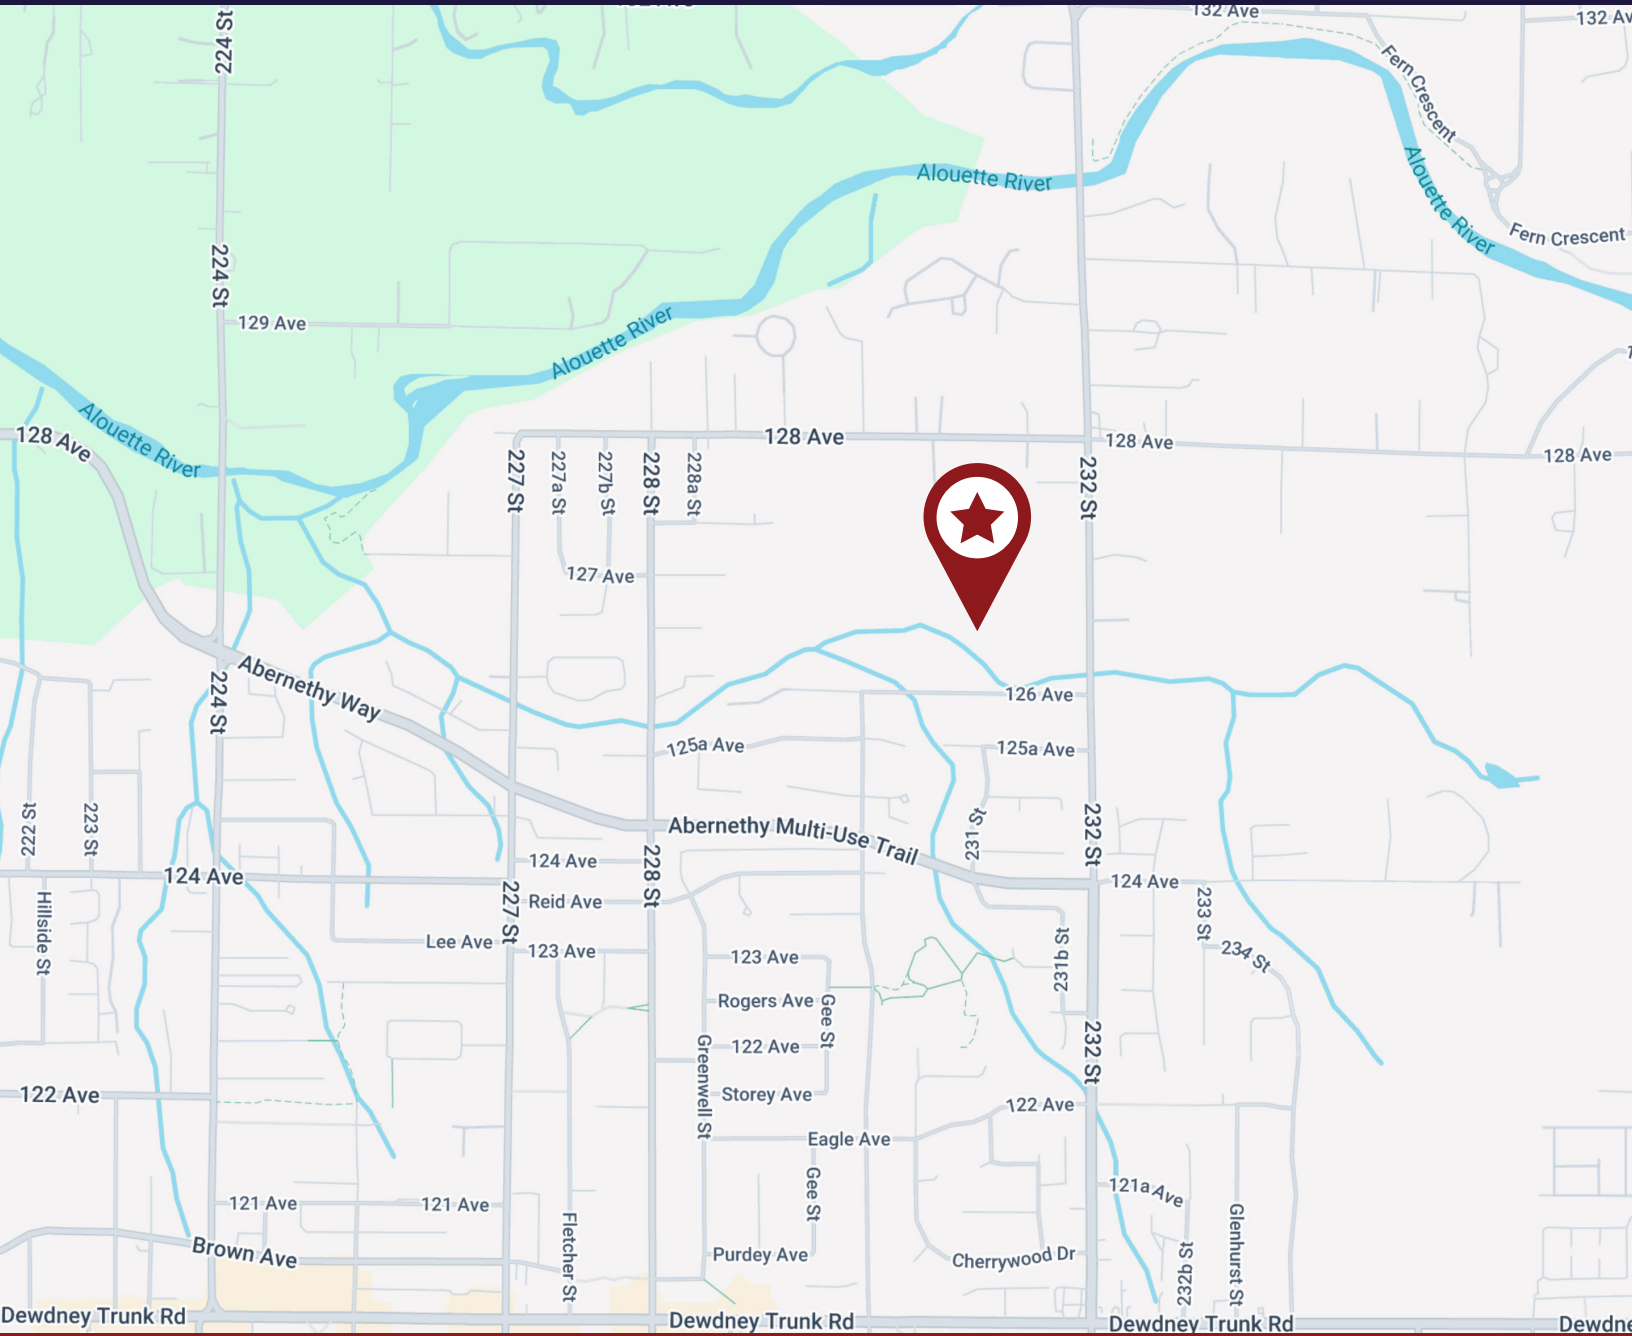 224 St
132 Ave
132 Av
Fern Crescent
Alouette River
Alouette River
Fern Crescent
224 St
129 Ave
Alouette River
Alouette River
128 Ave
128 Ave
128 Ave
128 Ave
227 St
227a St
227b St
228 St
228a St
232 St
127 Ave
Abernethy Way
224 St
126 Ave
125a Ave
125a Ave
222 St
223 St
231 St
232 St
Abernethy Multi-Use Trail
124 Ave
124 Ave
124 Ave
228 St
227 St
Reid Ave
233 St
Hillside St
Lee Ave
123 Ave
123 Ave
231b St
234 St
Rogers Ave
Gee St
232 St
Greenwell St
122 Ave
122 Ave
Storey Ave
122 Ave
Eagle Ave
Gee St
121a Ave
121 Ave
121 Ave
Fletcher St
Glenhurst St
232b St
Brown Ave
Purdey Ave
Cherrywood Dr
Dewdney Trunk Rd
Dewdney Trunk Rd
Dewdney Trunk Rd
Dewdne